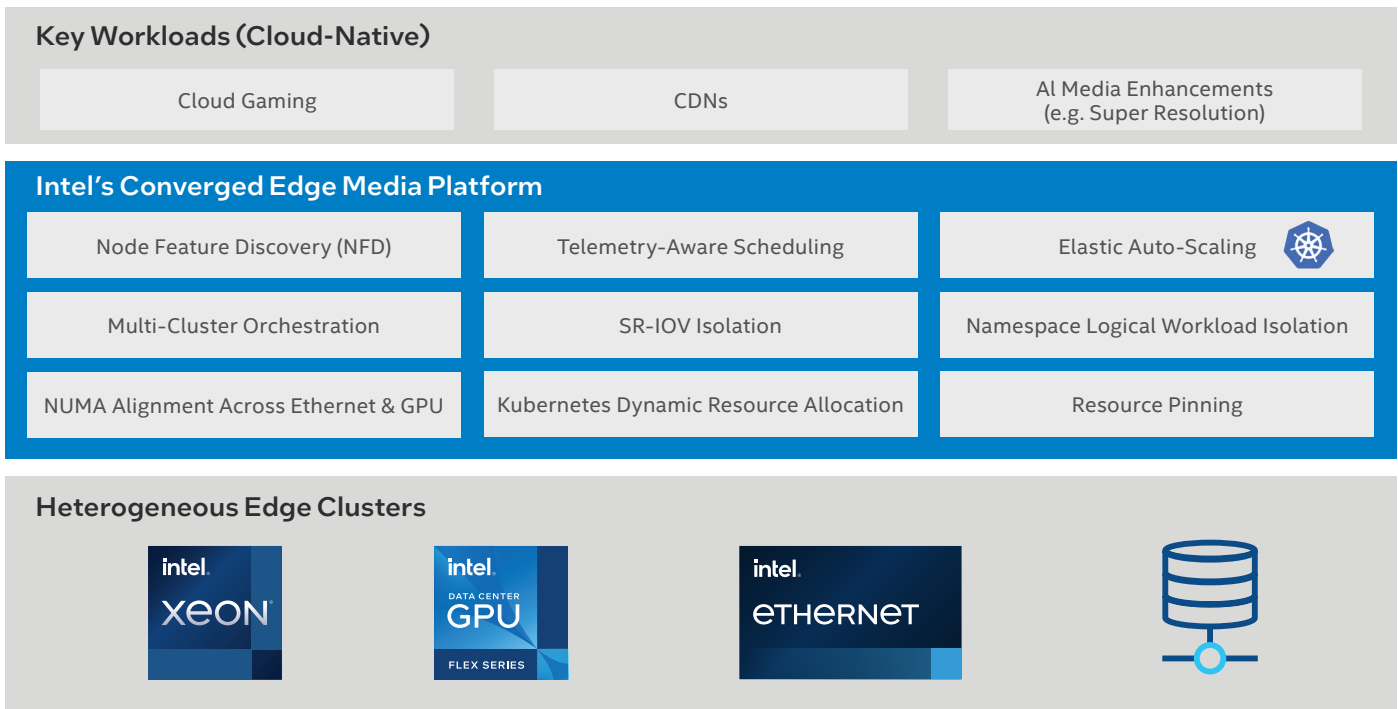 Key Workloads (Cloud-Native)
Cloud Gaming
CDNs
Al Media Enhancements
(e.g. Super Resolution)
Intel's Converged Edge Media Platform
Node Feature Discovery (NFD)
Telemetry-Aware Scheduling
Elastic Auto-Scaling
Multi-Cluster Orchestration
SR-IOV Isolation
Namespace Logical Workload Isolation
NUMA Alignment Across Ethernet & GPU
Kubernetes Dynamic Resource Allocation
Resource Pinning
Heterogeneous Edge Clusters
intel.
xeon
intel.
DATA CENTER
GPU
FLEX SERIES
intel.
eTHeRNeT